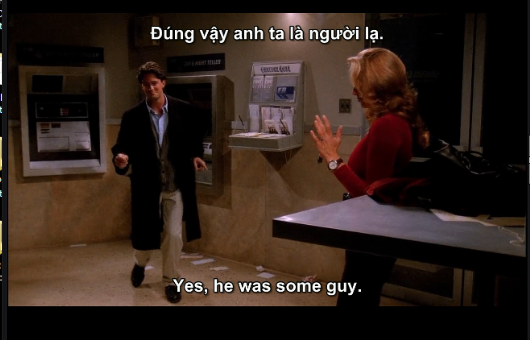 Đúng vậy anh ta là người lạ.
Yes, he was some guy.